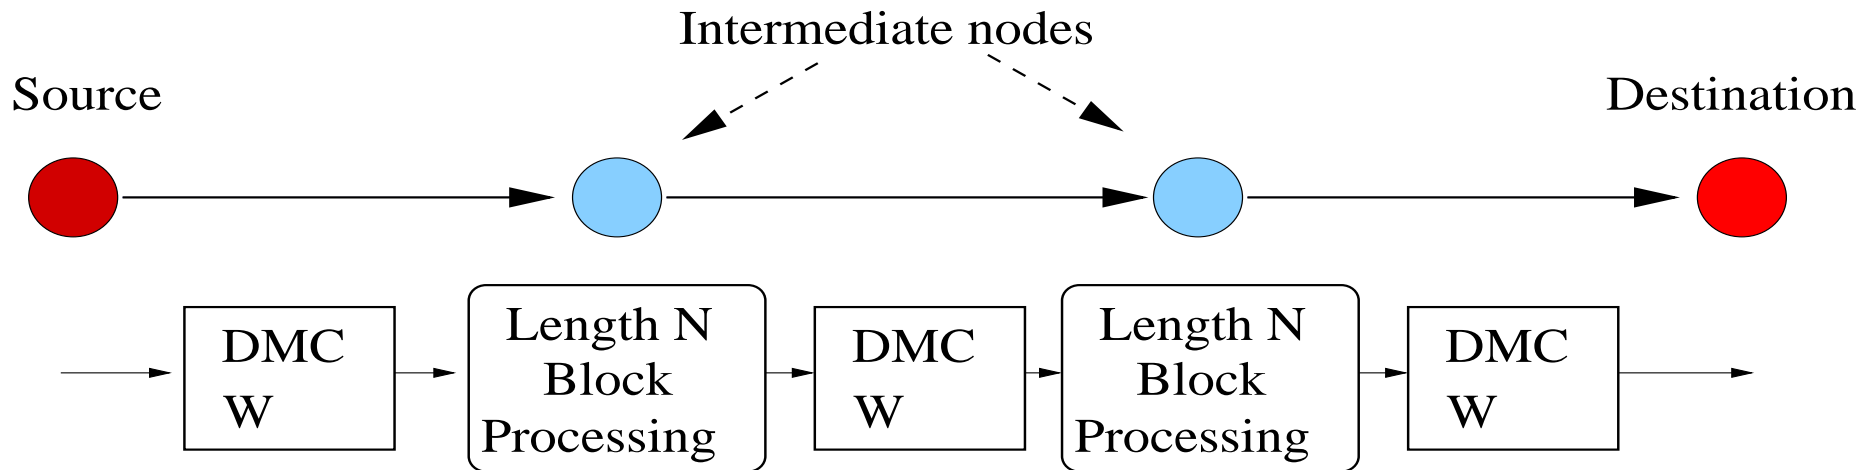 Intermediate nodes
Source
Destination
DMC
W
Length N
Block
Processing
DMC
W
Length N
Block
Processing
DMC
W